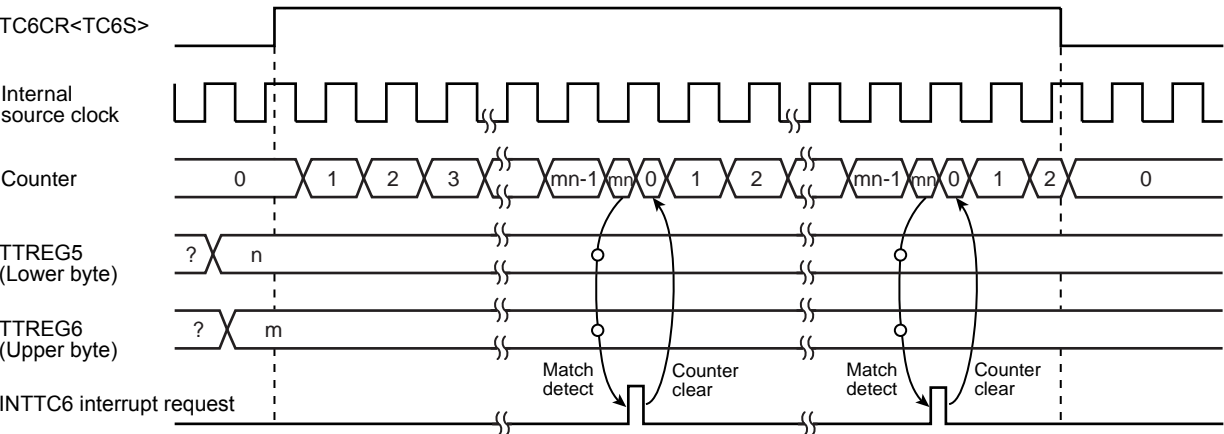 TC6CR<TC6S>
Internal
source clock
Counter
0 1 2 3 mn-1 mn 0 1 2 mn-1 mn 0 1 2 0
TTREG5
(Lower byte)
? n
TTREG6
(Upper byte)
? m
Match
detect
Counter
clear
Match
detect
Counter
clear
INTTC6 interrupt request